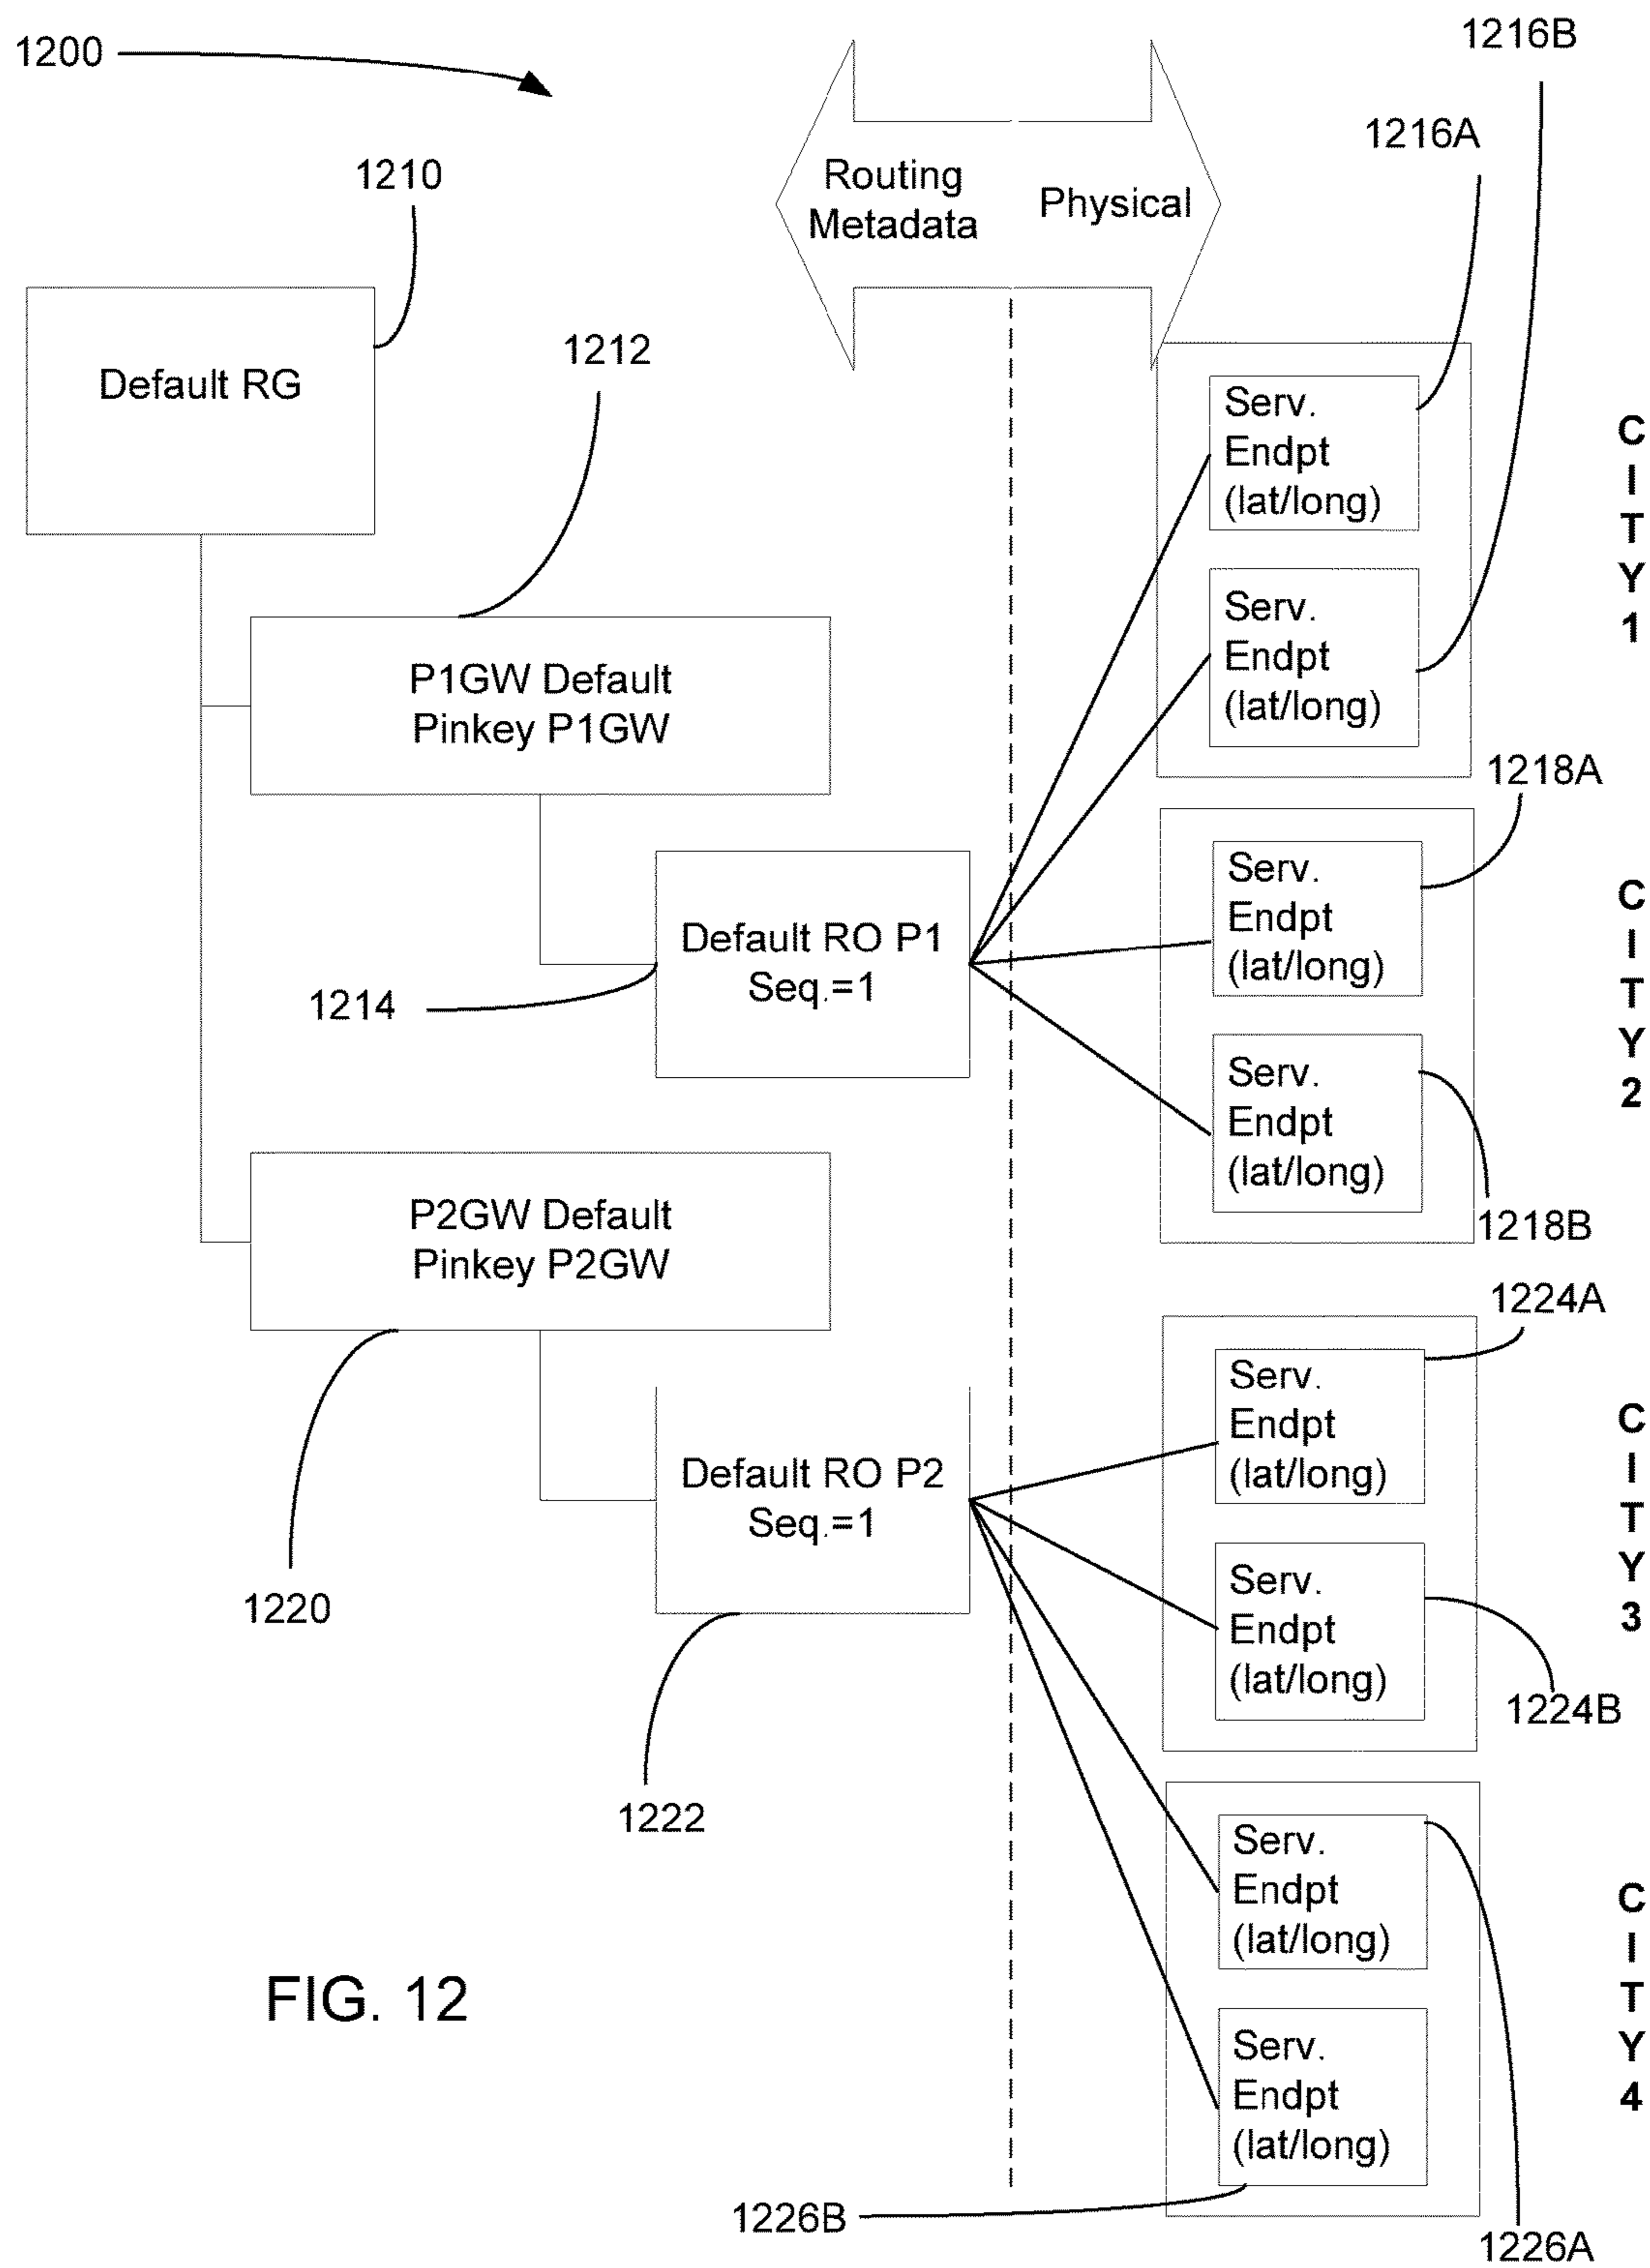 1200
1216B
1216A
1210
Routing
Metadata
Physical
1212
Default RG
Serv.
Endpt
(lat/long)
Serv.
Endpt
(lat/long)
C
I
T
Y
1
P1GW Default
Pinkey P1GW
1218A
Default RO P1
Seq.=1
1214
Serv.
Endpt
(lat/long)
Serv.
Endpt
(lat/long)
C
I
T
Y
2
1218B
P2GW Default
Pinkey P2GW
1224A
Default RO P2
Seq.=1
Serv.
Endpt
(lat/long)
Serv.
Endpt
(lat/long)
C
I
T
Y
3
1220
1224B
1222
Serv.
Endpt
(lat/long)
Serv.
Endpt
(lat/long)
C
I
T
Y
4
FIG. 12
1226B
1226A